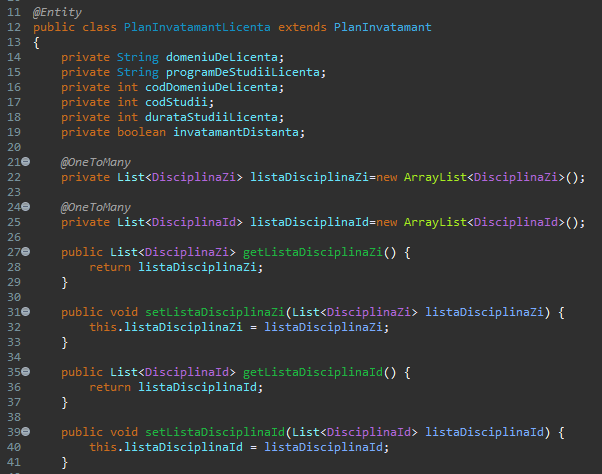 11 @Entity
12 public class PlanInvatamantLicenta extends PlanInvatamant
13 {
14     private String domeniuDeLicenta;
15     private String programDeStudiiLicenta;
16     private int codDomeniuDeLicenta;
17     private int codStudii;
18     private int durataStudiiLicenta;
19     private boolean invatamantDistanta;
20
21     @OneToMany
22     private List<DisciplinaZi> listaDisciplinaZi=new ArrayList<DisciplinaZi>();
23
24     @OneToMany
25     private List<DisciplinaId> listaDisciplinaId=new ArrayList<DisciplinaId>();
26
27     public List<DisciplinaZi> getListaDisciplinaZi() {
28         return listaDisciplinaZi;
29     }
30
31     public void setListaDisciplinaZi(List<DisciplinaZi> listaDisciplinaZi) {
32         this.listaDisciplinaZi = listaDisciplinaZi;
33     }
34
35     public List<DisciplinaId> getListaDisciplinaId() {
36         return listaDisciplinaId;
37     }
38
39     public void setListaDisciplinaId(List<DisciplinaId> listaDisciplinaId) {
40         this.listaDisciplinaId = listaDisciplinaId;
41     }